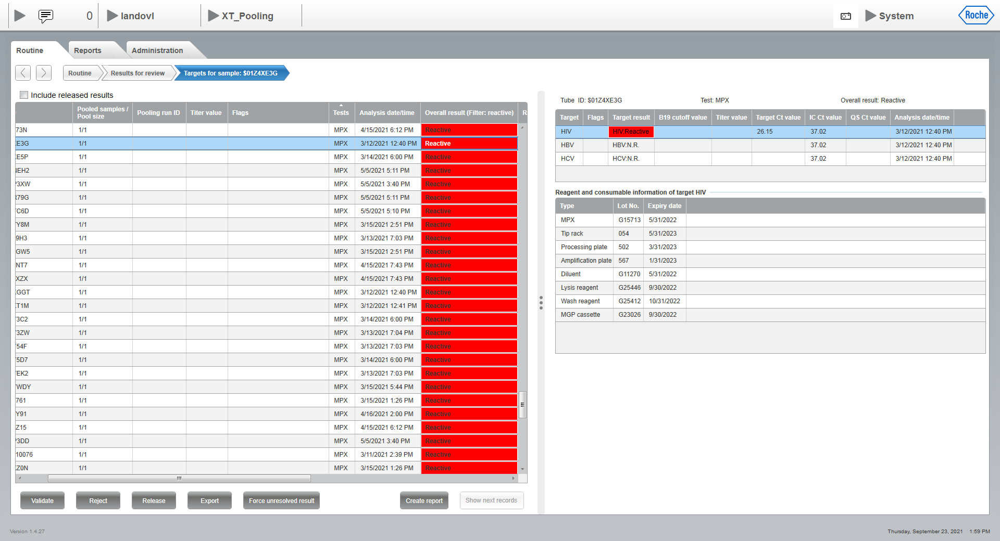 0 landovl XT_Pooling System Roche
Routine Reports Administration
Routine Results for review Targets for sample: $01Z4XE3G
Include released results
Pooled samples / Pool size Pooling run ID Titer value Flags Tests Analysis date/time Overall result (Filter: reactive) R
73N 1/1 MPX 4/15/2021 6:12 PM Reactive
E3G 1/1 MPX 3/12/2021 12:40 PM Reactive
E5P 1/1 MPX 3/14/2021 6:00 PM Reactive
EH2 1/1 MPX 5/5/2021 5:11 PM Reactive
3XW 1/1 MPX 5/5/2021 3:40 PM Reactive
79G 1/1 MPX 5/5/2021 5:11 PM Reactive
C6D 1/1 MPX 5/5/2021 5:10 PM Reactive
Y8M 1/1 MPX 3/15/2021 2:51 PM Reactive
9H3 1/1 MPX 3/13/2021 7:03 PM Reactive
GW5 1/1 MPX 3/15/2021 2:51 PM Reactive
NT7 1/1 MPX 4/15/2021 7:43 PM Reactive
XZX 1/1 MPX 4/15/2021 7:43 PM Reactive
GGT 1/1 MPX 3/12/2021 12:40 PM Reactive
T1M 1/1 MPX 3/12/2021 12:41 PM Reactive
3C2 1/1 MPX 3/14/2021 6:00 PM Reactive
3ZW 1/1 MPX 3/13/2021 7:04 PM Reactive
54F 1/1 MPX 3/13/2021 7:03 PM Reactive
5D7 1/1 MPX 3/14/2021 6:00 PM Reactive
EK2 1/1 MPX 3/13/2021 7:03 PM Reactive
WDY 1/1 MPX 3/15/2021 5:44 PM Reactive
761 1/1 MPX 3/15/2021 1:26 PM Reactive
Y91 1/1 MPX 4/16/2021 2:00 PM Reactive
Z15 1/1 MPX 4/15/2021 6:12 PM Reactive
3DD 1/1 MPX 5/5/2021 3:40 PM Reactive
10076 1/1 MPX 3/11/2021 2:39 PM Reactive
Z0N 1/1 MPX 3/15/2021 1:26 PM Reactive
Validate Reject Release Export Force unresolved result Create report Show next records
Tube ID: $01Z4XE3G Test: MPX Overall result: Reactive
Target Flags Target result B19 cutoff value Titer value Target Ct value IC Ct value QS Ct value Analysis date/time
HIV HIV:Reactive 26.15 37.02 3/12/2021 12:40 PM
HBV HBV:N.R. 37.02 3/12/2021 12:40 PM
HCV HCV:N.R. 37.02 3/12/2021 12:40 PM
Reagent and consumable information of target HIV
Type Lot No. Expiry date
MPX G15713 5/31/2022
Tip rack 054 5/31/2023
Processing plate 502 3/31/2023
Amplification plate 567 1/31/2023
Diluent G11270 5/31/2022
Lysis reagent G25446 9/30/2022
Wash reagent G25412 10/31/2022
MGP cassette G23026 9/30/2022
Version 1.4.27 Thursday, September 23, 2021 1:59 PM